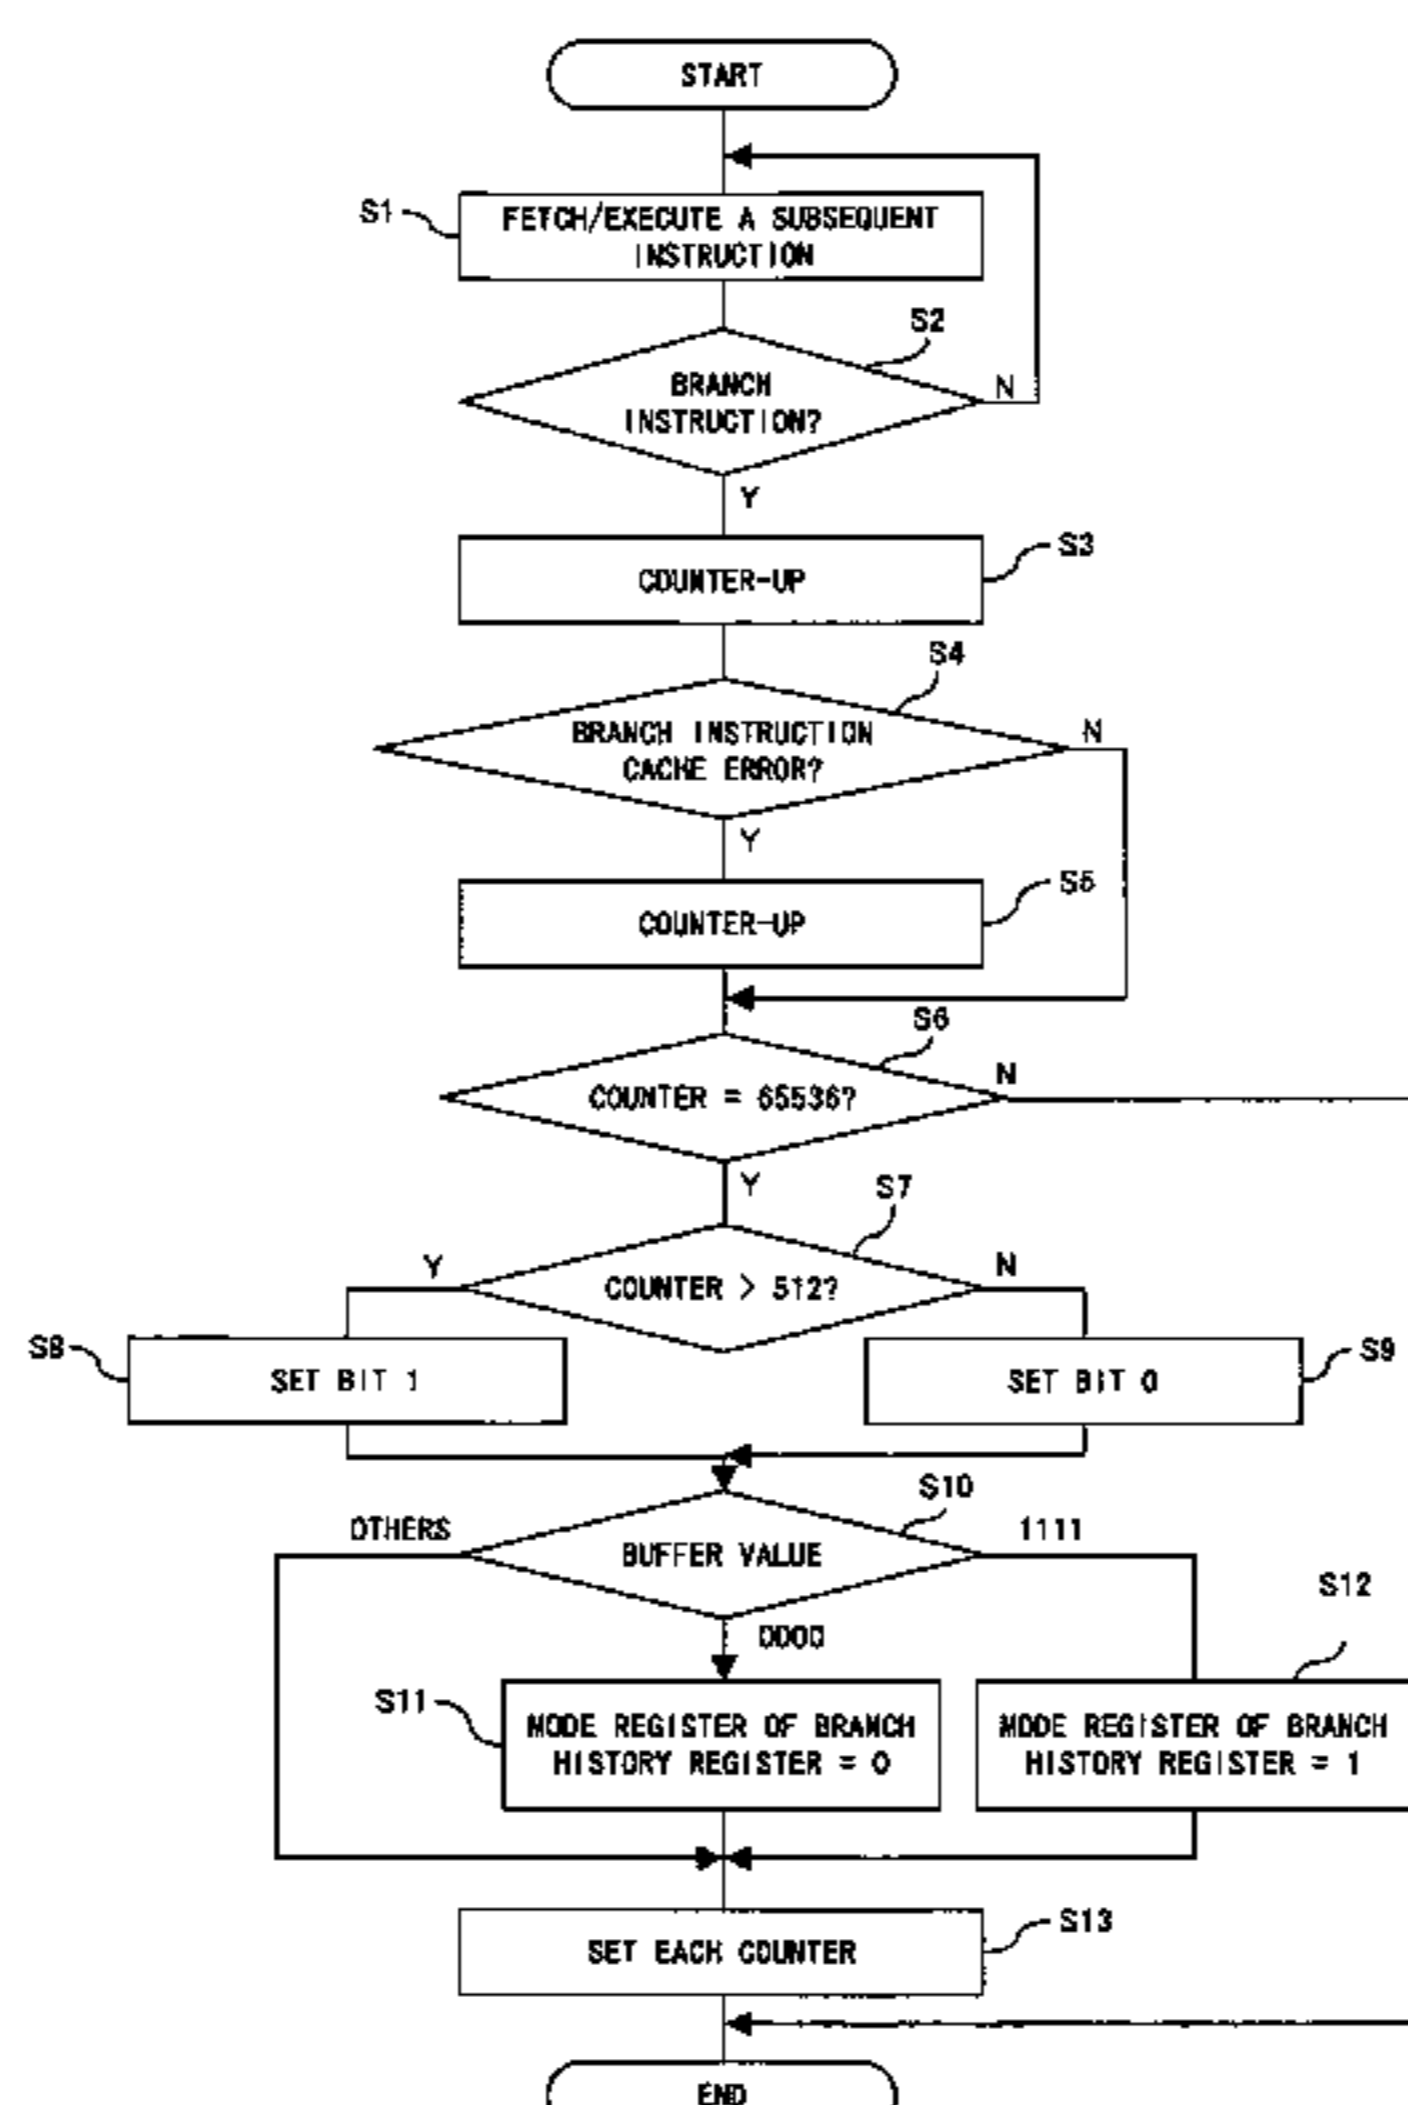 START
S1
FETCH/EXECUTE A SUBSEQUENT
INSTRUCTION
S2
BRANCH
INSTRUCTION?
N
Y
S3
COUNTER-UP
S4
BRANCH INSTRUCTION
CACHE ERROR?
N
Y
S5
COUNTER-UP
S6
COUNTER = 65536?
N
Y
S7
COUNTER > 512?
Y
N
S8
SET BIT 1
SET BIT 0
S9
S10
OTHERS
BUFFER VALUE
1111
0000
S12
S11
MODE REGISTER OF BRANCH
HISTORY REGISTER = 0
MODE REGISTER OF BRANCH
HISTORY REGISTER = 1
S13
SET EACH COUNTER
END